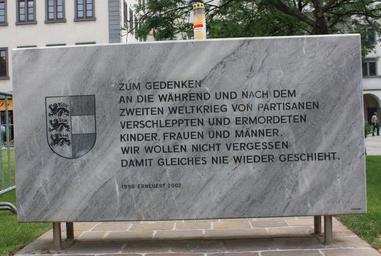 ZUM GEDENKEN
AN DIE WÄHREND UND NACH DEM
ZWEITEN WELTKRIEG VON PARTISANEN
VERSCHLEPPTEN UND ERMORDETEN
KINDER, FRAUEN UND MÄNNER.
WIR WOLLEN NICHT VERGESSEN
DAMIT GLEICHES NIE WIEDER GESCHIEHT.
1990 ERNEUERT 2002